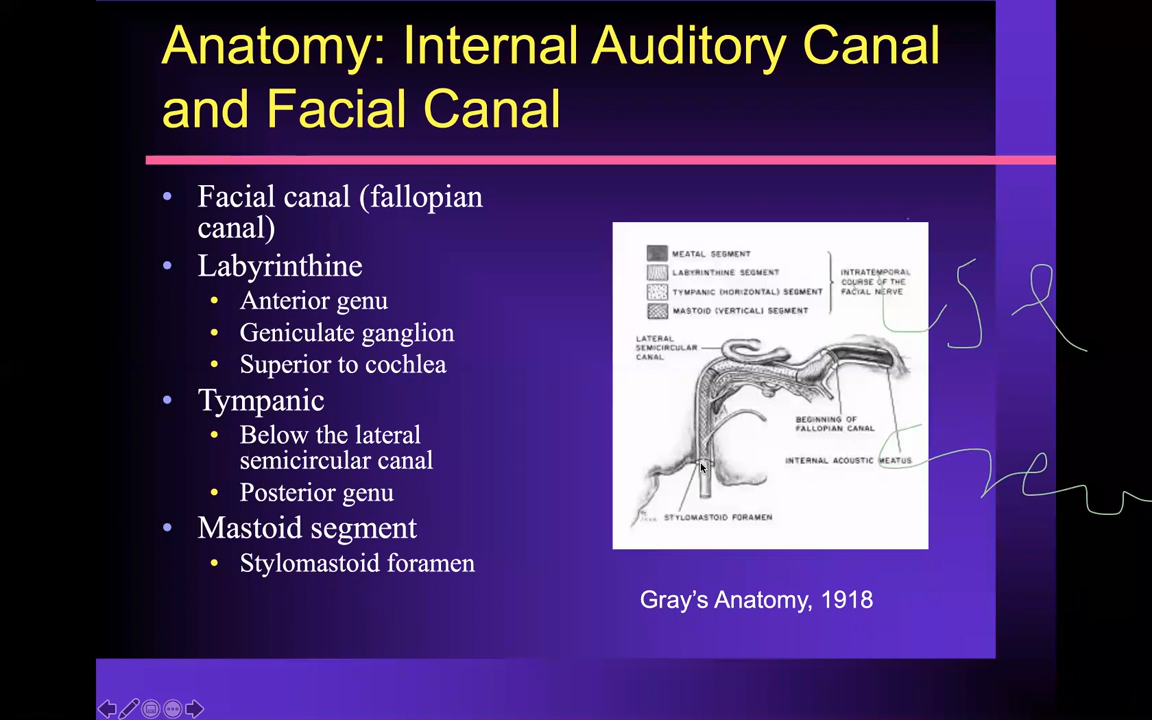 Anatomy: Internal Auditory Canal
and Facial Canal
• Facial canal (fallopian
canal)
• Labyrinthine
• Anterior genu
• Geniculate ganglion
• Superior to cochlea
• Tympanic
• Below the lateral
semicircular canal
• Posterior genu
• Mastoid segment
• Stylomastoid foramen
MEATAL SEGMENT
LABYRINTHINE SEGMENT
TYMPANIC (HORIZONTAL) SEGMENT
MASTOID (VERTICAL) SEGMENT
INTRATEMPORAL
COURSE OF THE
FACIAL NERVE
LATERAL
SEMICIRCULAR
CANAL
BEGINNING OF
FALLOPIAN CANAL
INTERNAL ACOUSTIC MEATUS
STYLOMASTOID FORAMEN
Gray's Anatomy, 1918